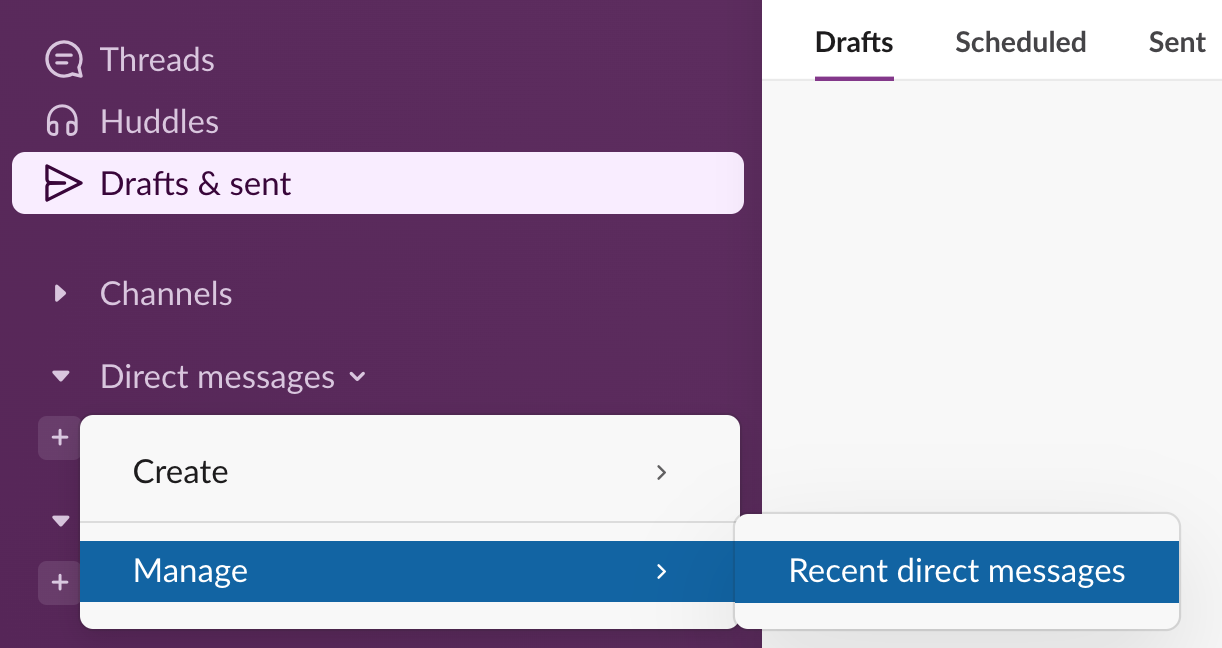 Threads
Huddles
Drafts & sent
Channels
Direct messages
Create
Manage
Drafts Scheduled Sent
Recent direct messages